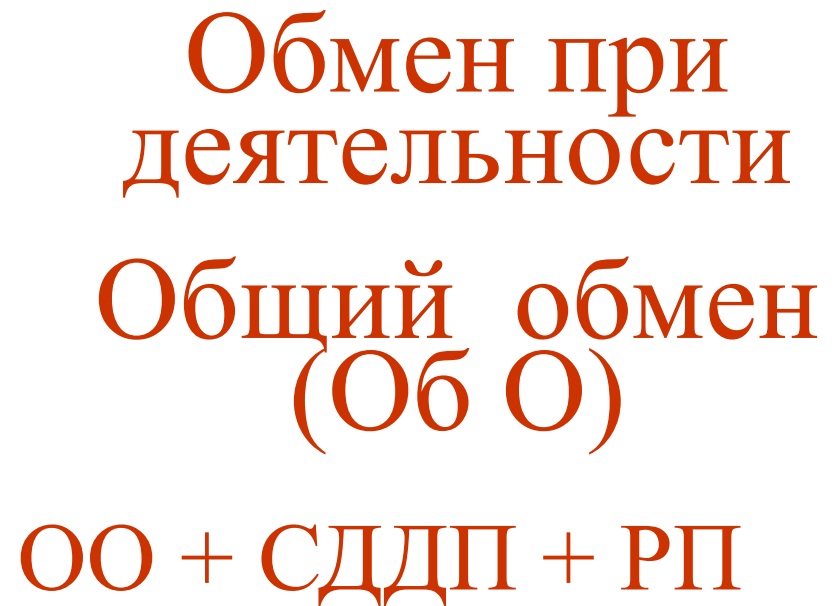 Обмен при
деятельности
Общий обмен
(Об О)
ОО + СДДП + РП